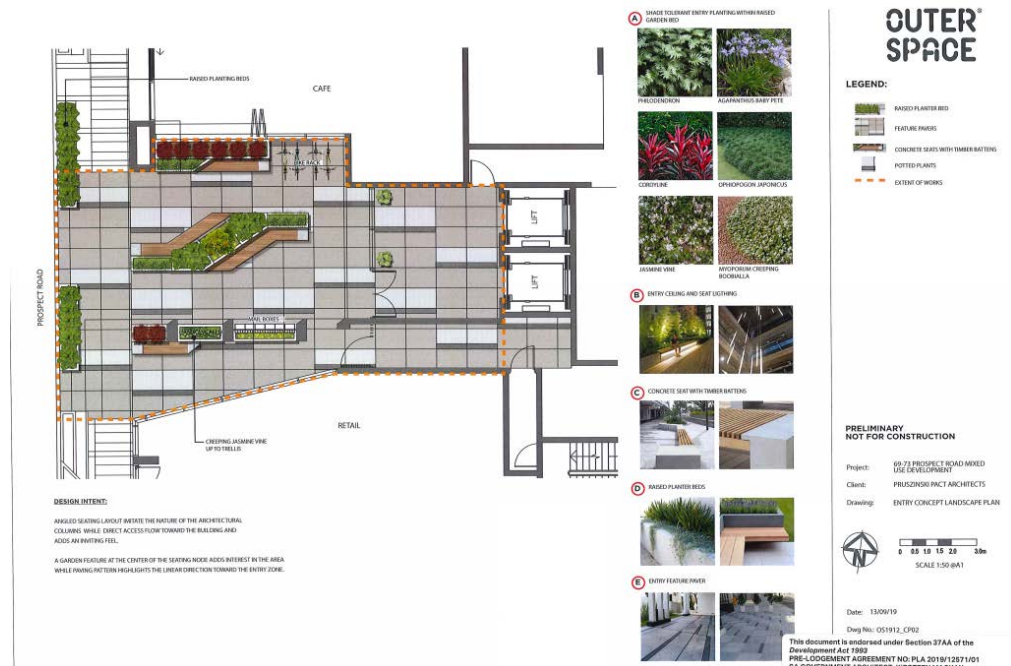 RAISED PLANTING BEDS
CAFE
BIKE RACK
LIFT
LIFT
PROSPECT ROAD
MAIL BOXES
RETAIL
CREEPING JASMINE VINE
UP TO TRELLIS
DESIGN INTENT:
ANGLED SEATING LAYOUT IMITATE THE NATURE OF THE ARCHITECTURAL
COLUMNS WHILE DIRECT ACCESS FLOW TOWARD THE BUILDING AND
ADDS AN INVITING FEEL.
A GARDEN FEATURE AT THE CENTER OF THE SEATING NODE ADDS INTEREST IN THE AREA
WHILE PAVING PATTERN HIGHLIGHTS THE LINEAR DIRECTION TOWARD THE ENTRY ZONE.
A SHADE TOLERANT ENTRY PLANTING WITHIN RAISED
GARDEN BED
PHILODENDRON
AGAPANTHUS BABY PETE
CORDYLINE
OPHIOPOGON JAPONICUS
JASMINE VINE
MYOPORUM CREEPING
BOOBIALLA
B ENTRY CEILING AND SEAT LIGTHING
C CONCRETE SEAT WITH TIMBER BATTENS
D RAISED PLANTER BEDS
E ENTRY FEATURE PAVER
OUTER®
SPACE
LEGEND:
RAISED PLANTER BED
FEATURE PAVERS
CONCRETE SEATS WITH TIMBER BATTENS
POTTED PLANTS
EXTENT OF WORKS
PRELIMINARY
NOT FOR CONSTRUCTION
Project: 69-73 PROSPECT ROAD MIXED
USE DEVELOPMENT
Client: PRUSZINSKI PACT ARCHITECTS
Drawing: ENTRY CONCEPT LANDSCAPE PLAN
0 0.5 1.0 1.5 2.0 3.0m
SCALE 1:50 @A1
Date: 13/09/19
Dwg No.: OS1912_CP02
This document is endorsed under Section 37AA of the
Development Act 1993
PRE-LODGEMENT AGREEMENT NO: PLA 2019/12571/01